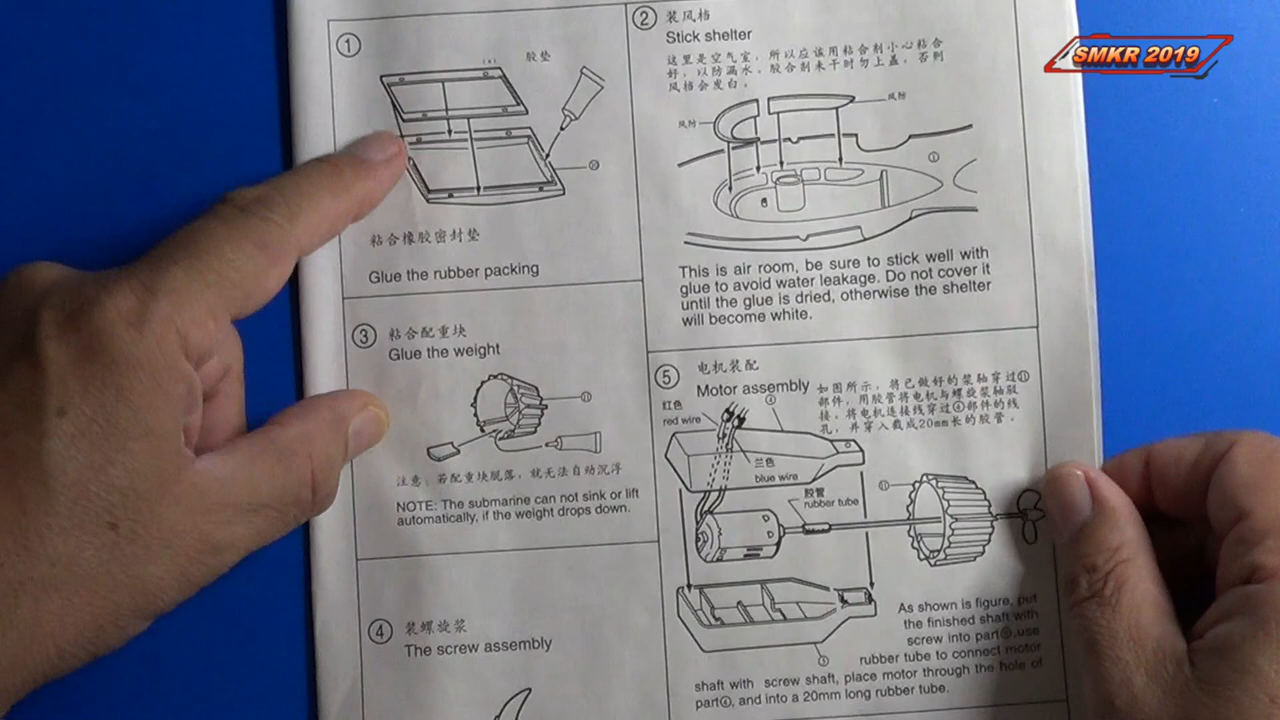 SMKR 2019
①
胶垫
粘合橡胶密封垫
Glue the rubber packing
② 装风档
Stick shelter
这里是空气室，所以应该用粘合剂小心粘合
好，以防漏水。胶合剂未干时勿上盖，否则
风档会发白。
风防
风防
①
This is air room, be sure to stick well with
glue to avoid water leakage. Do not cover it
until the glue is dried, otherwise the shelter
will become white.
③ 粘合配重块
Glue the weight
⑪
注意：若配重块脱落，就无法自动沉浮
NOTE: The submarine can not sink or lift
automatically, if the weight drops down.
④ 装螺旋浆
The screw assembly
⑤ 电机装配
Motor assembly
如图所示，将已做好的桨轴穿过⑪
部件，用胶管将电机与螺旋桨轴驳
接。将电机连接线穿过④部件的线
孔，并穿入截成20mm长的胶管。
红色
red wire
④
兰色
blue wire
胶管
rubber tube
⑪
As shown is figure, put
the finished shaft with
screw into part⑪,use
rubber tube to connect motor
shaft with screw shaft, place motor through the hole of
part④, and into a 20mm long rubber tube.